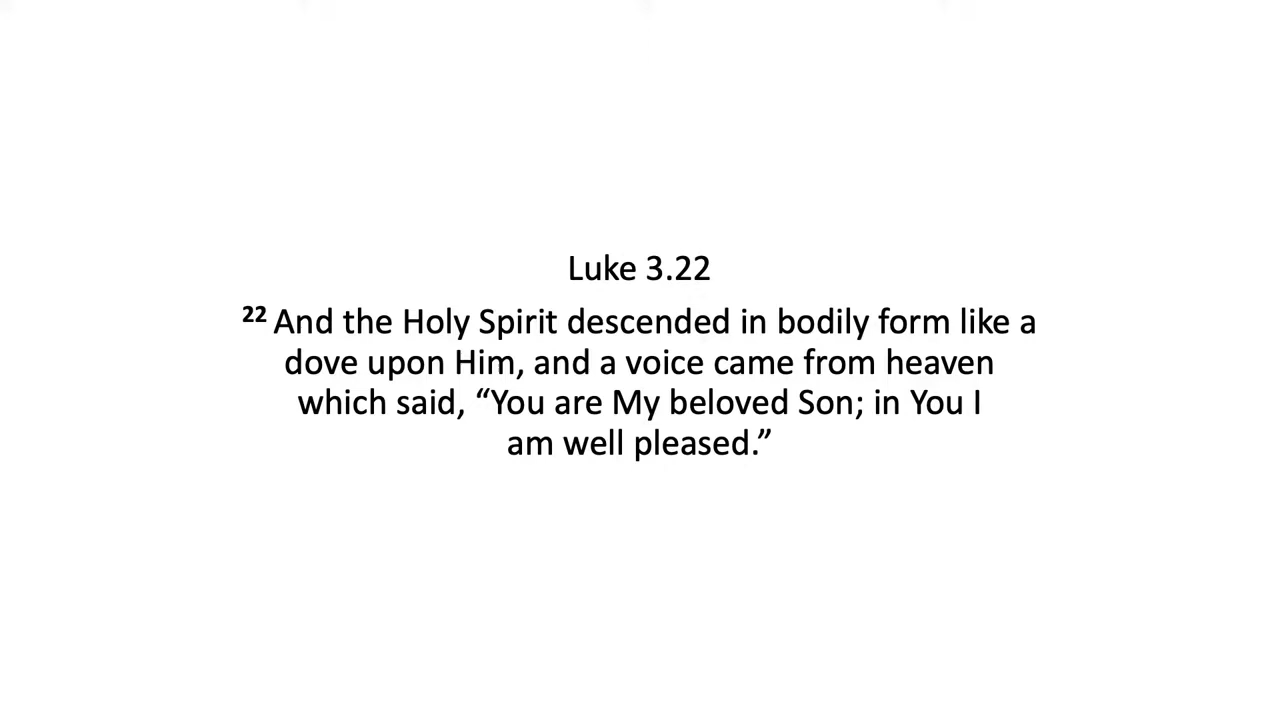 Luke 3.22
22 And the Holy Spirit descended in bodily form like a
dove upon Him, and a voice came from heaven
which said, “You are My beloved Son; in You I
am well pleased.”